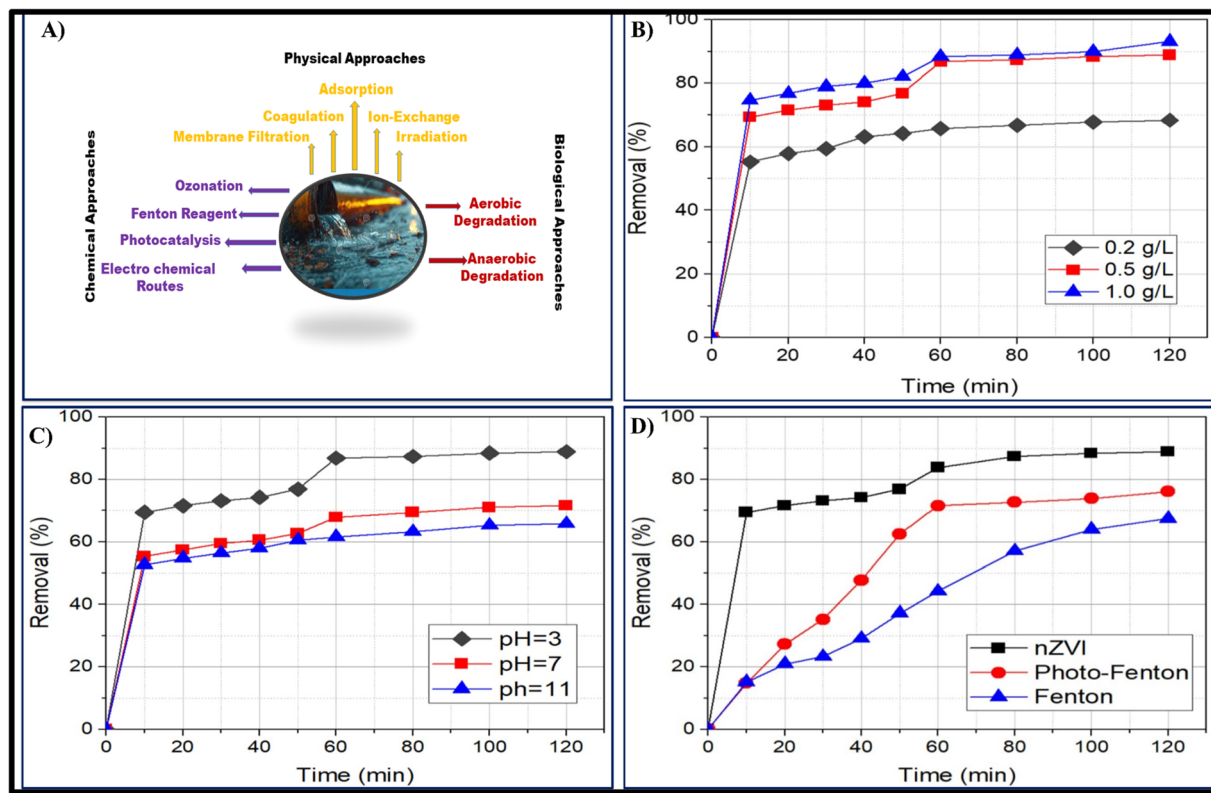 A)
Physical Approaches
Adsorption
Coagulation Ion-Exchange
Membrane Filtration Irradiation
Chemical Approaches
Ozonation
Fenton Reagent
Photocatalysis
Electro chemical
Routes
Biological Approaches
Aerobic
Degradation
Anaerobic
Degradation
B)
Removal (%)
100
80
60
40
20
0
0.2 g/L
0.5 g/L
1.0 g/L
0 20 40 60 80 100 120
Time (min)
C)
Removal (%)
100
80
60
40
20
0
pH=3
pH=7
ph=11
0 20 40 60 80 100 120
Time (min)
D)
Removal (%)
100
80
60
40
20
0
nZVI
Photo-Fenton
Fenton
0 20 40 60 80 100 120
Time (min)